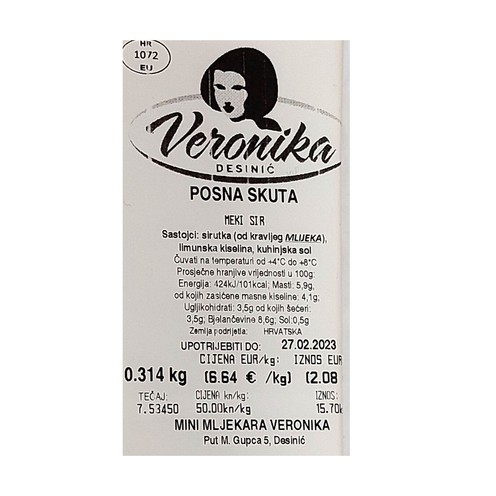 HR
1072
EU
Veronika
DESINIĆ
POSNA SKUTA
MEKI SIR
Sastojci: sirutka (od kravljeg MLIJEKA),
limunska kiselina, kuhinjska sol
Čuvati na temperaturi od +4°C do +8°C
Prosječne hranjive vrijednosti u 100g:
Energija: 424kJ/101kcal; Masti: 5,9g,
od kojih zasićene masne kiseline: 4,1g;
Ugljikohidrati: 3,5g od kojih šećeri:
3,5g; Bjelančevine 8,6g; Sol:0,5g
Zemlja podrijetla: HRVATSKA
UPOTRIJEBITI DO: 27.02.2023
CIJENA EUR/kg: IZNOS EUR
0.314 kg (6.64 € /kg) (2.08
TEČAJ: CIJENA kn/kg: IZNOS:
7.53450 50.00kn/kg 15.70k
MINI MLJEKARA VERONIKA
Put M. Gupca 5, Desinić